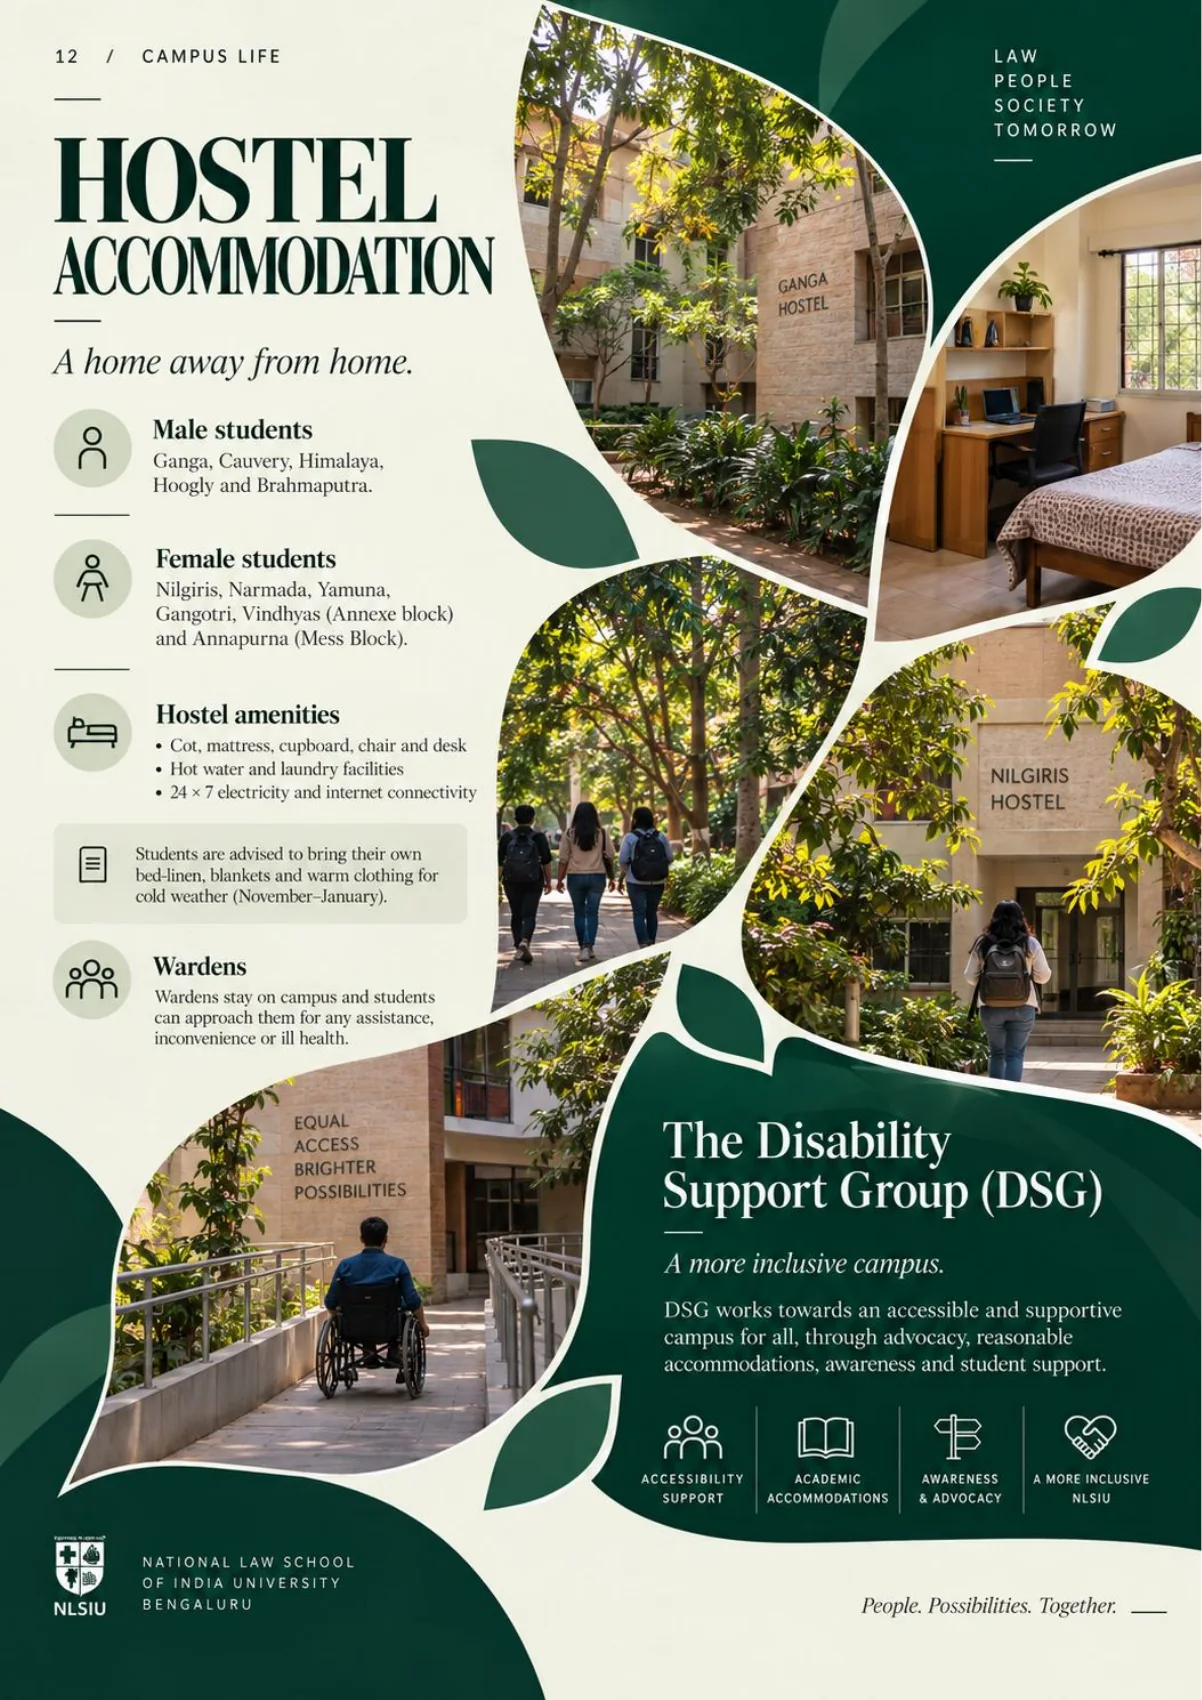 12 / CAMPUS LIFE
LAW
PEOPLE
SOCIETY
TOMORROW
HOSTEL
ACCOMMODATION
A home away from home.
Male students
Ganga, Cauvery, Himalaya,
Hoogly and Brahmaputra.
Female students
Nilgiris, Narmada, Yamuna,
Gangotri, Vindhyas (Annexe block)
and Annapurna (Mess Block).
Hostel amenities
• Cot, mattress, cupboard, chair and desk
• Hot water and laundry facilities
• 24 × 7 electricity and internet connectivity
Students are advised to bring their own
bed-linen, blankets and warm clothing for
cold weather (November–January).
Wardens
Wardens stay on campus and students
can approach them for any assistance,
inconvenience or ill health.
GANGA
HOSTEL
NILGIRIS
HOSTEL
EQUAL
ACCESS
BRIGHTER
POSSIBILITIES
The Disability
Support Group (DSG)
A more inclusive campus.
DSG works towards an accessible and supportive
campus for all, through advocacy, reasonable
accommodations, awareness and student support.
ACCESSIBILITY
SUPPORT
ACADEMIC
ACCOMMODATIONS
AWARENESS
& ADVOCACY
A MORE INCLUSIVE
NLSIU
NLSIU
NATIONAL LAW SCHOOL
OF INDIA UNIVERSITY
BENGALURU
People. Possibilities. Together.